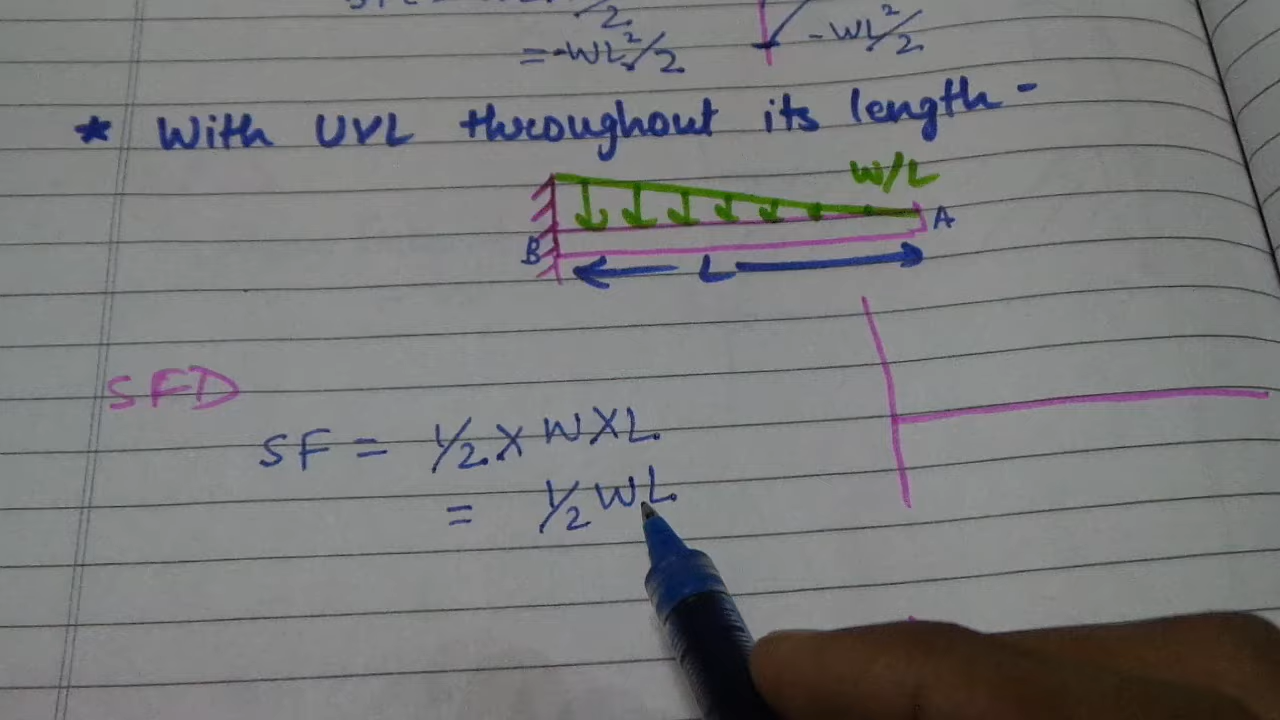 = -WL²/2
-WL²/2
* With UVL throughout its length -
W/L
B
A
L
SFD
SF = 1/2 X W X L
= 1/2 WL